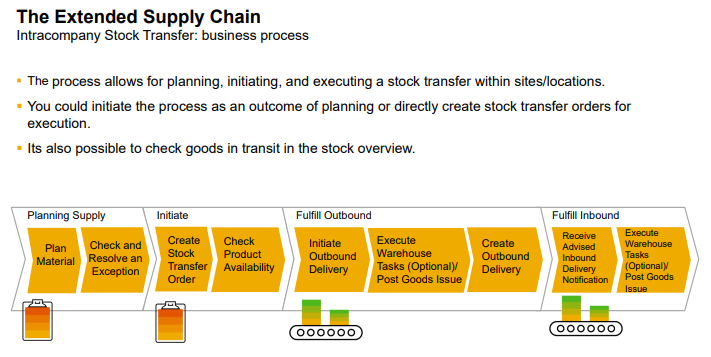 The Extended Supply Chain
Intracompany Stock Transfer: business process
The process allows for planning, initiating, and executing a stock transfer within sites/locations.
You could initiate the process as an outcome of planning or directly create stock transfer orders for
execution.
Its also possible to check goods in transit in the stock overview.
Planning Supply
Plan
Material
Check and
Resolve an
Exception
Initiate
Create
Stock
Transfer
Order
Check
Product
Availability
Fulfill Outbound
Initiate
Outbound
Delivery
Execute
Warehouse
Tasks (Optional)/
Post Goods Issue
Create
Outbound
Delivery
Fulfill Inbound
Receive
Advised
Inbound
Delivery
Notification
Execute
Warehouse
Tasks
(Optional)/
Post Goods
Issue